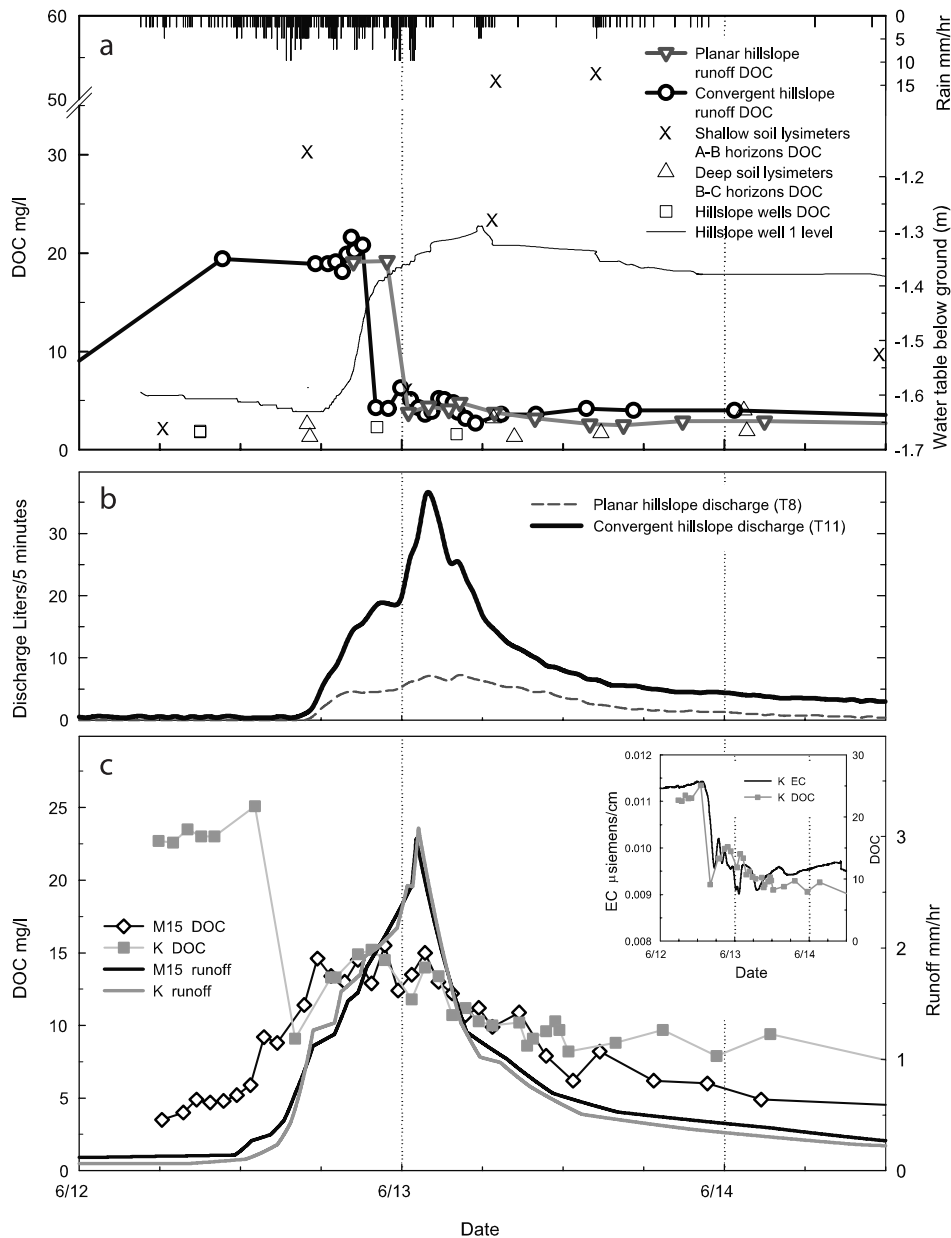 a
60
50
30
20
10
0
DOC mg/l
0
5
10
15
Rain mm/hr
-1.2
-1.3
-1.4
-1.5
-1.6
-1.7
Water table below ground (m)
Planar hillslope
runoff DOC
Convergent hillslope
runoff DOC
X Shallow soil lysimeters
A-B horizons DOC
Deep soil lysimeters
B-C horizons DOC
Hillslope wells DOC
Hillslope well 1 level
b
30
20
10
0
Discharge Liters/5 minutes
Planar hillslope discharge (T8)
Convergent hillslope discharge (T11)
c
25
20
15
10
5
0
DOC mg/l
M15 DOC
K DOC
M15 runoff
K runoff
3
2
1
0
Runoff mm/hr
0.012
0.011
0.010
0.009
0.008
EC µsiemens/cm
K EC
K DOC
30
20
10
0
DOC
6/12
6/13
6/14
Date
6/12
6/13
6/14
Date